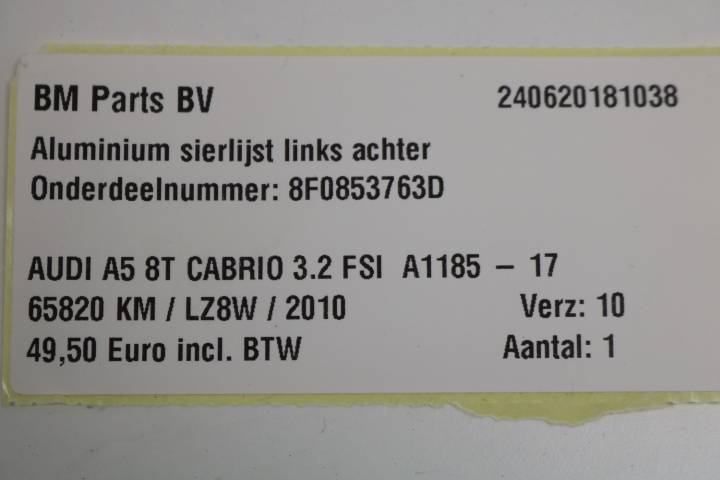 BM Parts BV 240620181038
Aluminium sierlijst links achter
Onderdeelnummer: 8F0853763D
AUDI A5 8T CABRIO 3.2 FSI A1185 – 17
65820 KM / LZ8W / 2010 Verz: 10
49,50 Euro incl. BTW Aantal: 1